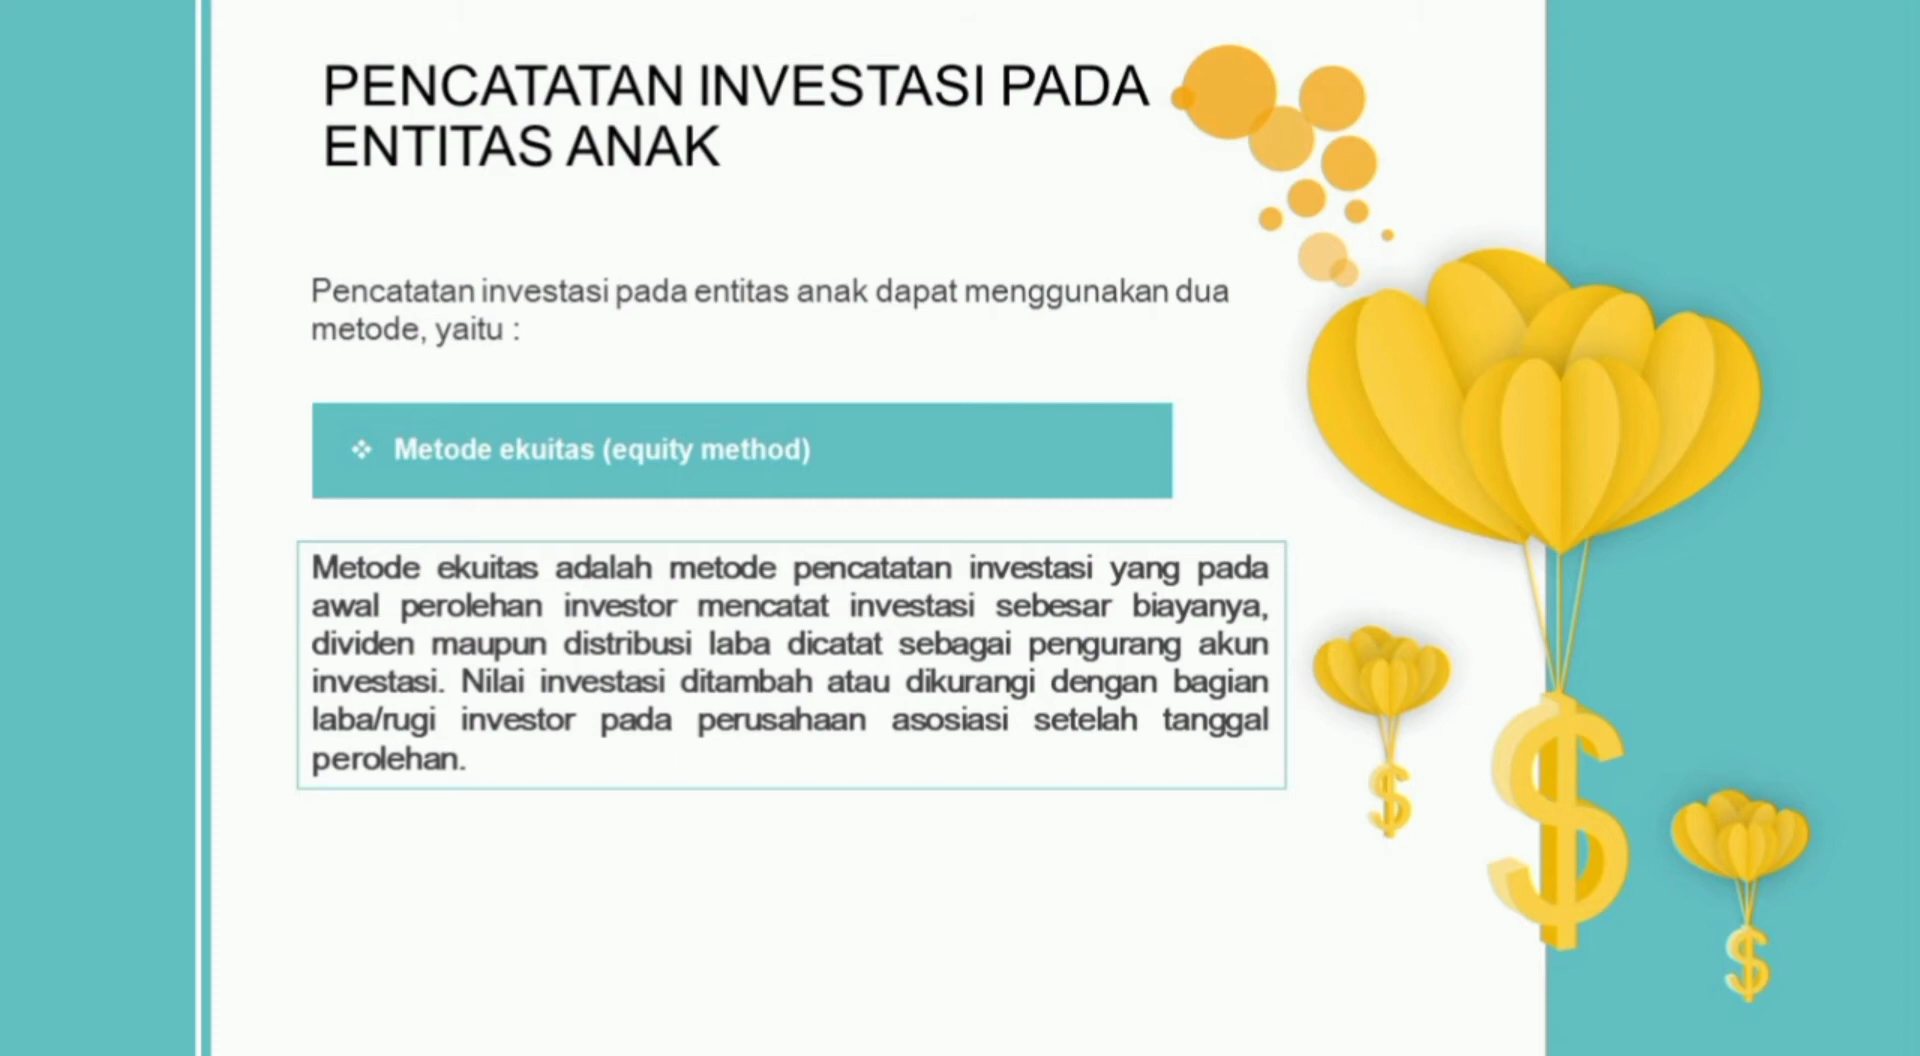 PENCATATAN INVESTASI PADA
ENTITAS ANAK
Pencatatan investasi pada entitas anak dapat menggunakan dua
metode, yaitu :
❖ Metode ekuitas (equity method)
Metode ekuitas adalah metode pencatatan investasi yang pada
awal perolehan investor mencatat investasi sebesar biayanya,
dividen maupun distribusi laba dicatat sebagai pengurang akun
investasi. Nilai investasi ditambah atau dikurangi dengan bagian
laba/rugi investor pada perusahaan asosiasi setelah tanggal
perolehan.
$
$
$